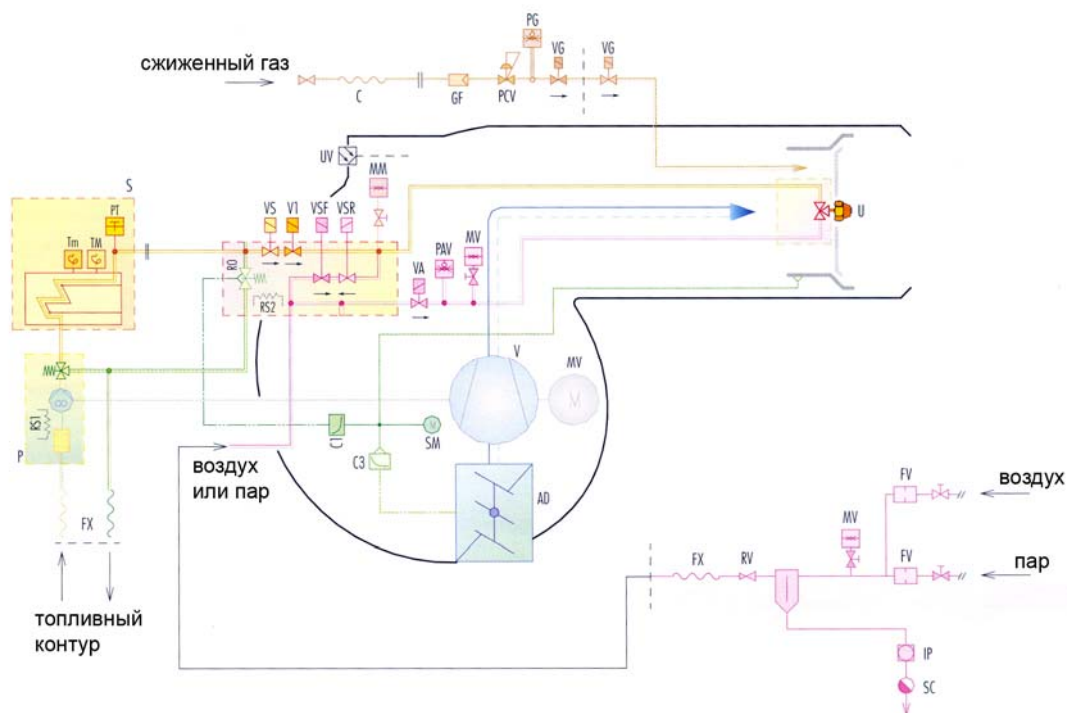 PG
VG
VG
сжиженный газ
C
GF
PCV
UV
MM
S
PT
VS
V1
VSF
VSR
U
Tm
TM
PAV
MV
RO
VA
RS2
V
MV
M
RS1
P
C1
SM
M
C3
воздух
или пар
AD
FV
воздух
FX
MV
FX
RV
FV
пар
топливный
контур
IP
SC